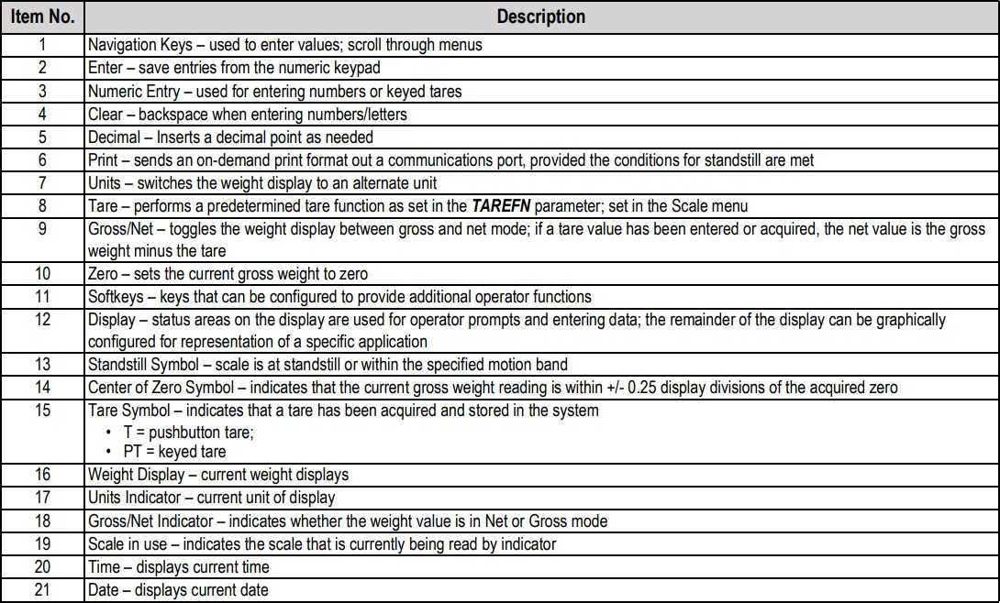 Item No. Description
1 Navigation Keys – used to enter values; scroll through menus
2 Enter – save entries from the numeric keypad
3 Numeric Entry – used for entering numbers or keyed tares
4 Clear – backspace when entering numbers/letters
5 Decimal – Inserts a decimal point as needed
6 Print – sends an on-demand print format out a communications port, provided the conditions for standstill are met
7 Units – switches the weight display to an alternate unit
8 Tare – performs a predetermined tare function as set in the TAREFN parameter; set in the Scale menu
9 Gross/Net – toggles the weight display between gross and net mode; if a tare value has been entered or acquired, the net value is the gross
weight minus the tare
10 Zero – sets the current gross weight to zero
11 Softkeys – keys that can be configured to provide additional operator functions
12 Display – status areas on the display are used for operator prompts and entering data; the remainder of the display can be graphically
configured for representation of a specific application
13 Standstill Symbol – scale is at standstill or within the specified motion band
14 Center of Zero Symbol – indicates that the current gross weight reading is within +/- 0.25 display divisions of the acquired zero
15 Tare Symbol – indicates that a tare has been acquired and stored in the system
• T = pushbutton tare;
• PT = keyed tare
16 Weight Display – current weight displays
17 Units Indicator – current unit of display
18 Gross/Net Indicator – indicates whether the weight value is in Net or Gross mode
19 Scale in use – indicates the scale that is currently being read by indicator
20 Time – displays current time
21 Date – displays current date